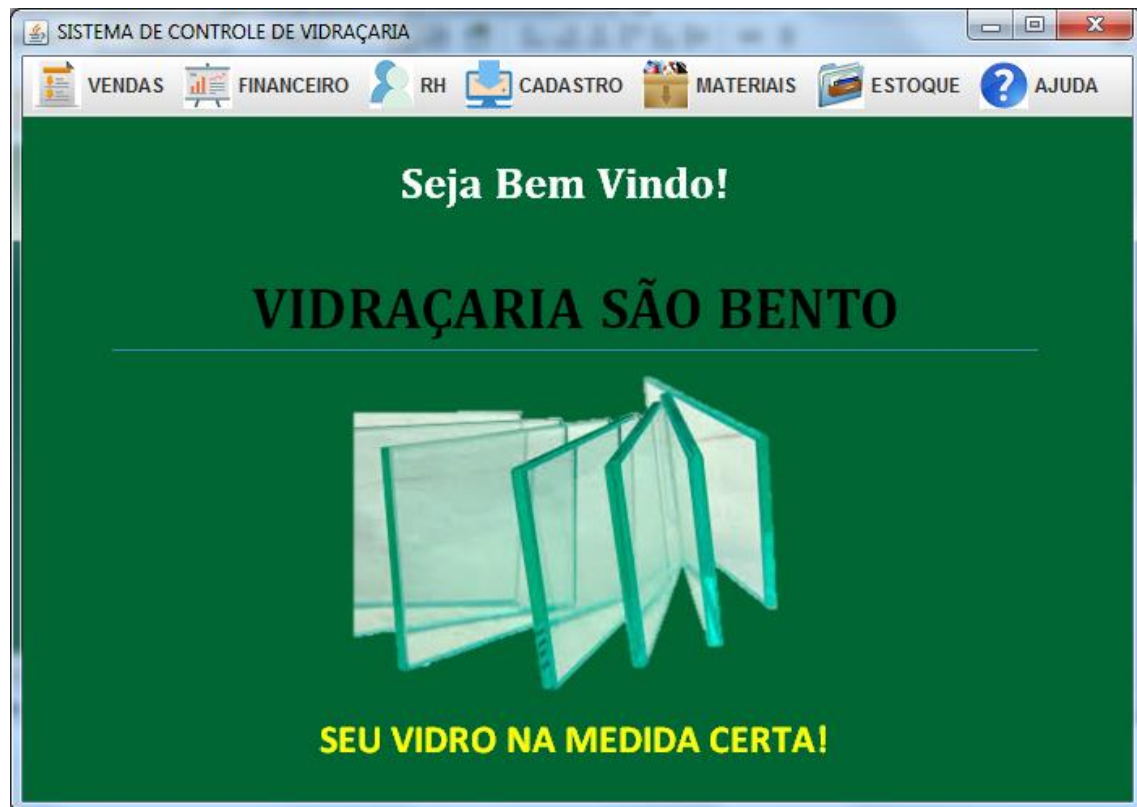 SISTEMA DE CONTROLE DE VIDRAÇARIA
VENDAS FINANCEIRO RH CADASTRO MATERIAIS ESTOQUE AJUDA
Seja Bem Vindo!
VIDRAÇARIA SÃO BENTO
SEU VIDRO NA MEDIDA CERTA!